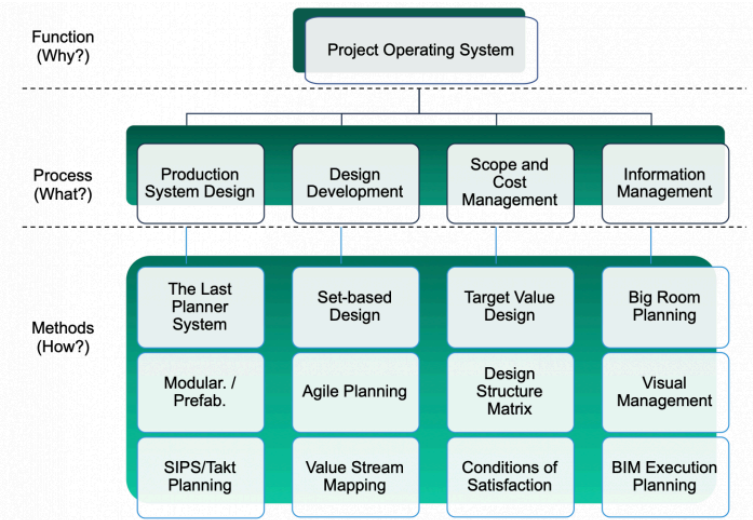 Function
(Why?)
Project Operating System
Process
(What?)
Production
System Design
Design
Development
Scope and
Cost
Management
Information
Management
Methods
(How?)
The Last
Planner
System
Set-based
Design
Target Value
Design
Big Room
Planning
Modular. /
Prefab.
Agile Planning
Design
Structure
Matrix
Visual
Management
SIPS/Takt
Planning
Value Stream
Mapping
Conditions of
Satisfaction
BIM Execution
Planning